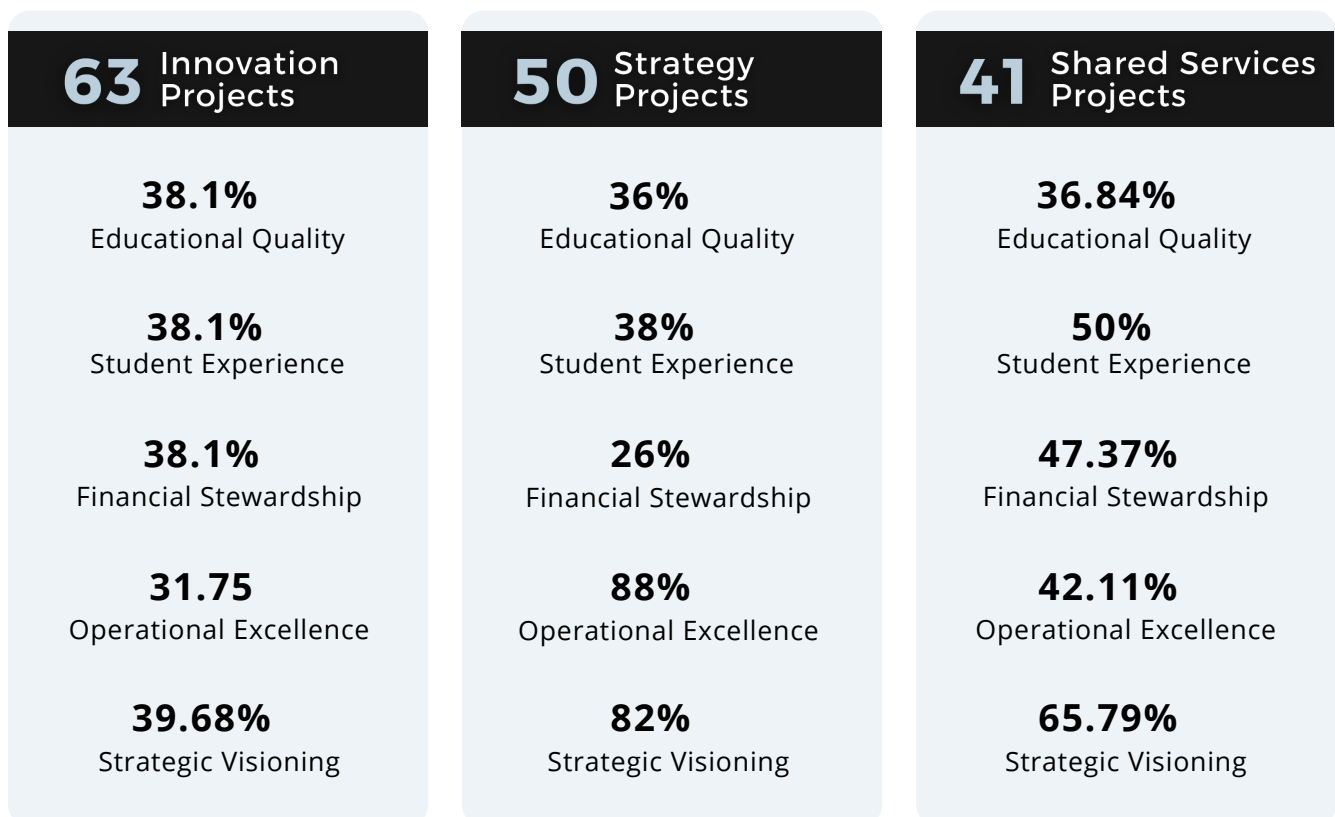 63 Innovation
Projects
38.1%
Educational Quality
38.1%
Student Experience
38.1%
Financial Stewardship
31.75
Operational Excellence
39.68%
Strategic Visioning
50 Strategy
Projects
36%
Educational Quality
38%
Student Experience
26%
Financial Stewardship
88%
Operational Excellence
82%
Strategic Visioning
41 Shared Services
Projects
36.84%
Educational Quality
50%
Student Experience
47.37%
Financial Stewardship
42.11%
Operational Excellence
65.79%
Strategic Visioning